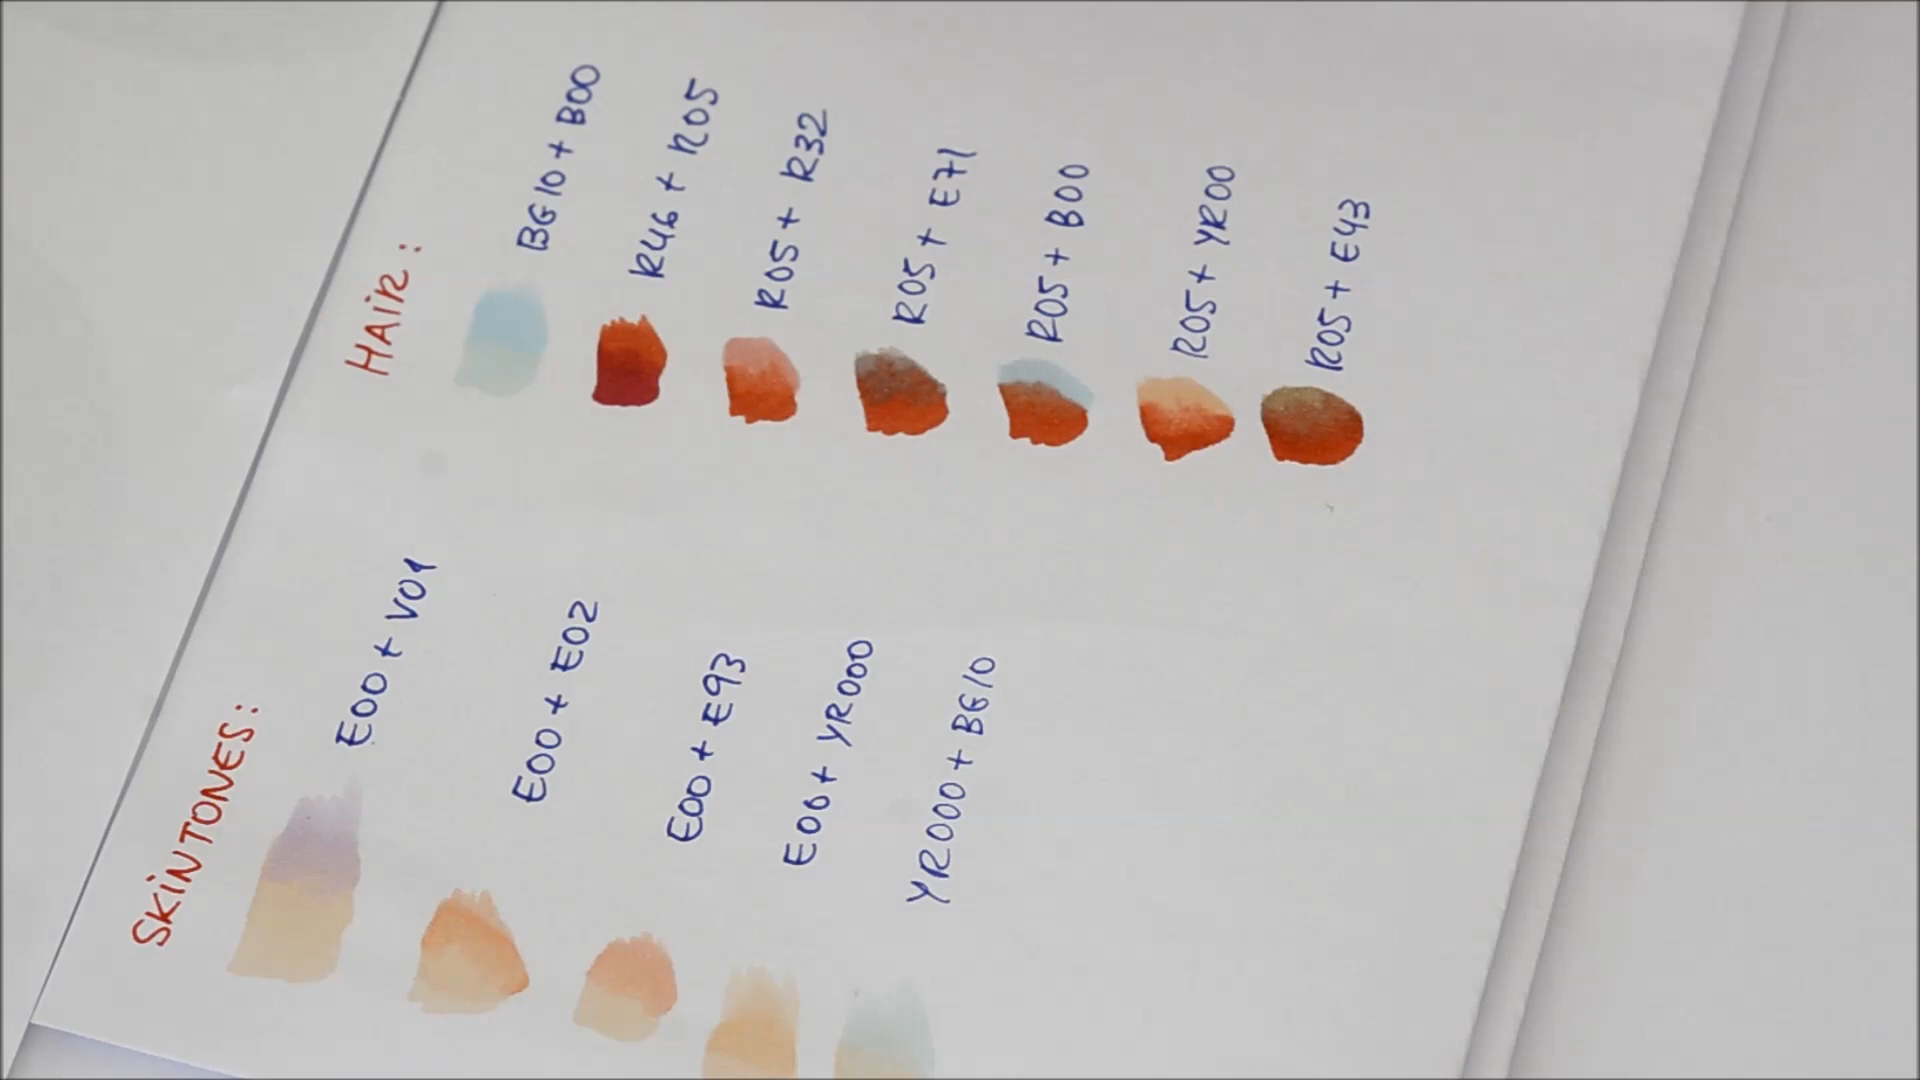 HAIR:
BG10 + B00
R46 + R05
R05 + R32
R05 + E71
R05 + B00
R05 + YR00
R05 + E43
SKINTONES:
E00 + V01
E00 + E02
E00 + E93
E00 + YR000
YR000 + BG10